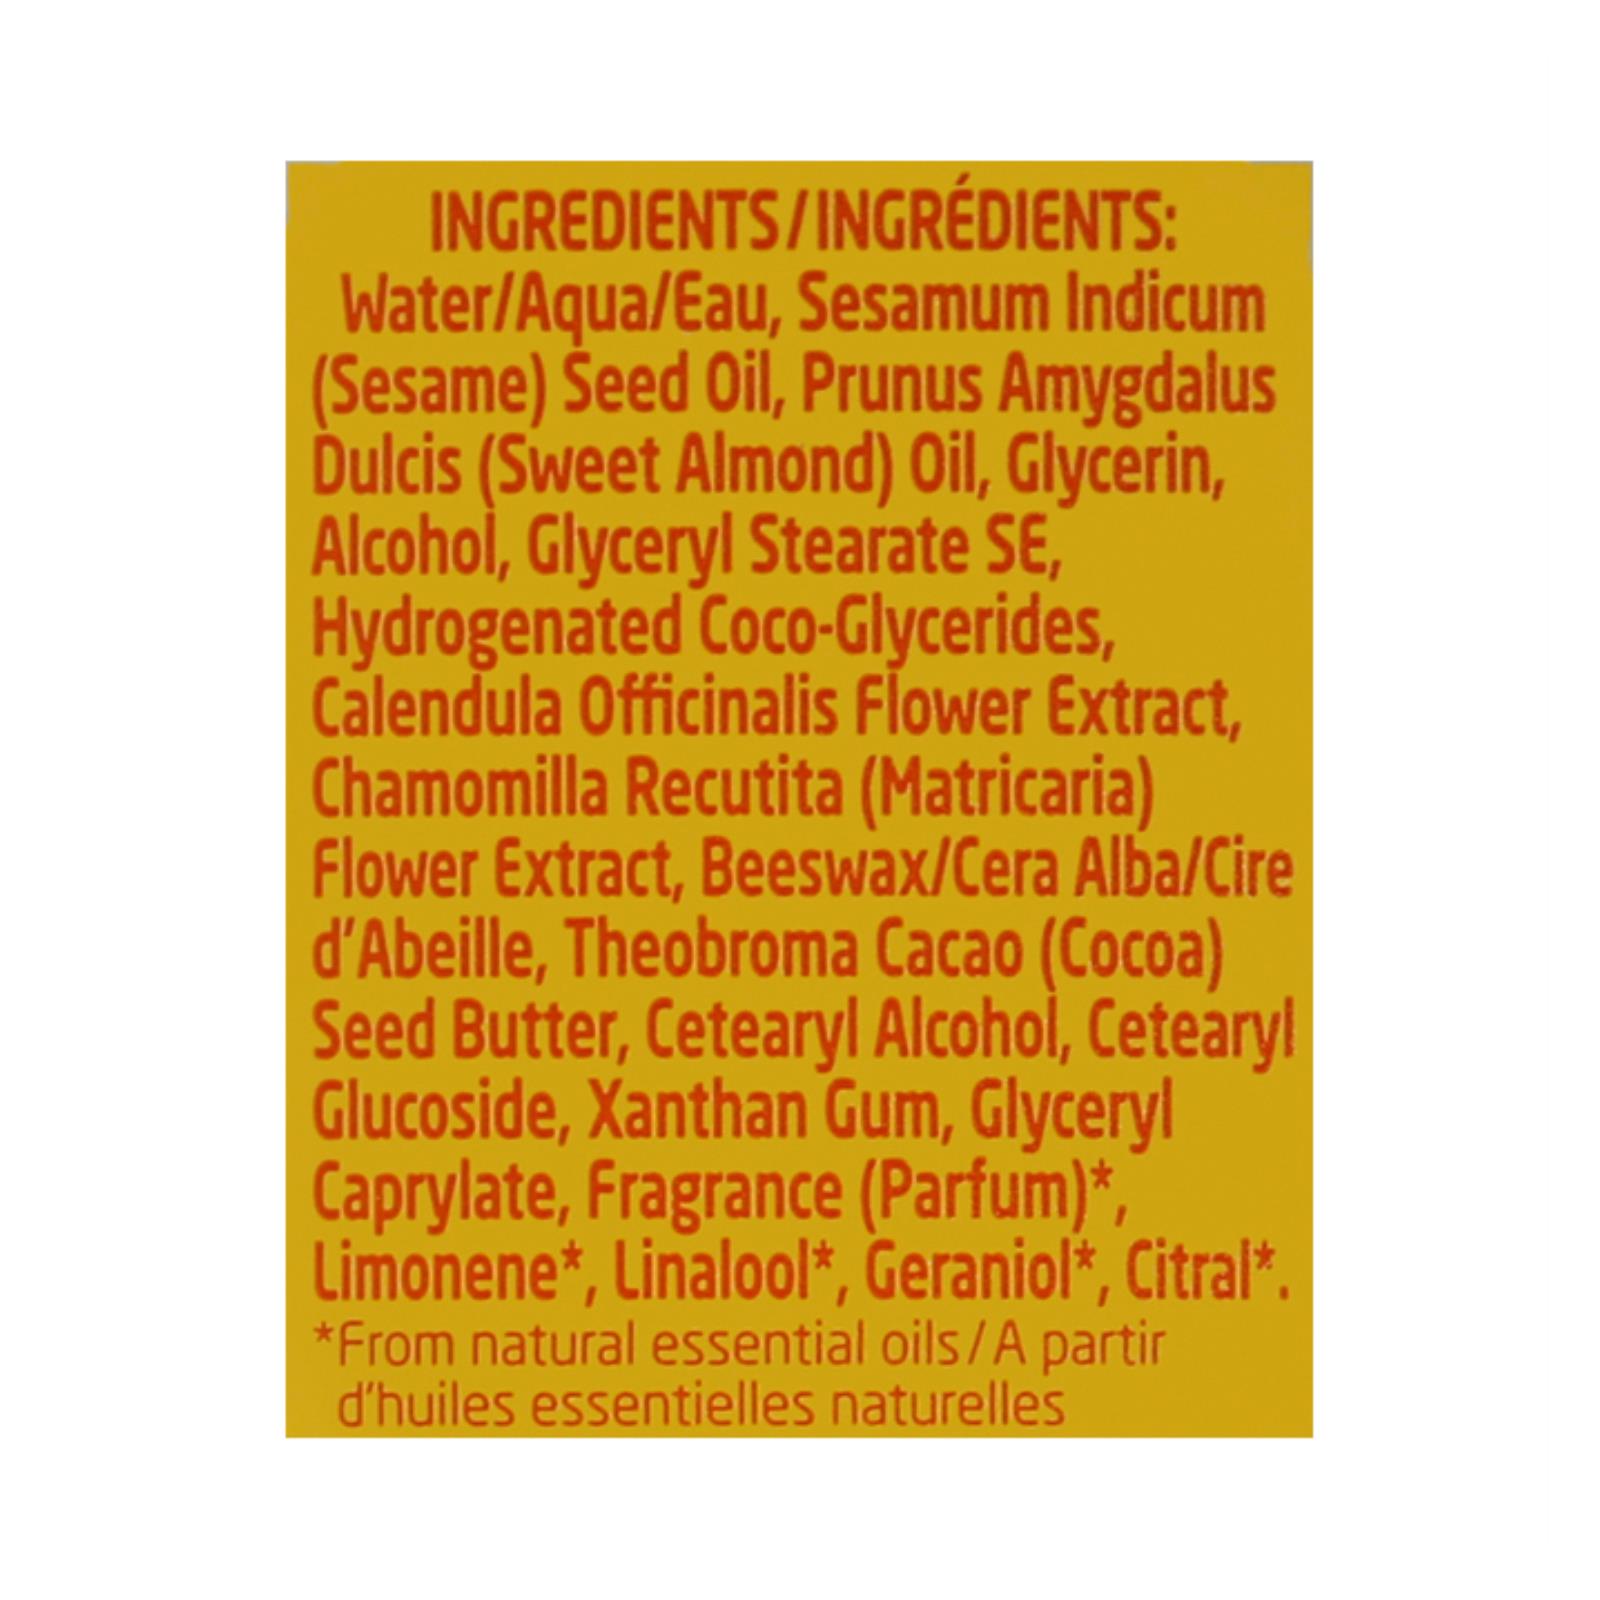 INGREDIENTS/INGRÉDIENTS:
Water/Aqua/Eau, Sesamum Indicum
(Sesame) Seed Oil, Prunus Amygdalus
Dulcis (Sweet Almond) Oil, Glycerin,
Alcohol, Glyceryl Stearate SE,
Hydrogenated Coco-Glycerides,
Calendula Officinalis Flower Extract,
Chamomilla Recutita (Matricaria)
Flower Extract, Beeswax/Cera Alba/Cire
d'Abeille, Theobroma Cacao (Cocoa)
Seed Butter, Cetearyl Alcohol, Cetearyl
Glucoside, Xanthan Gum, Glyceryl
Caprylate, Fragrance (Parfum)*,
Limonene*, Linalool*, Geraniol*, Citral*.
*From natural essential oils/A partir
d'huiles essentielles naturelles